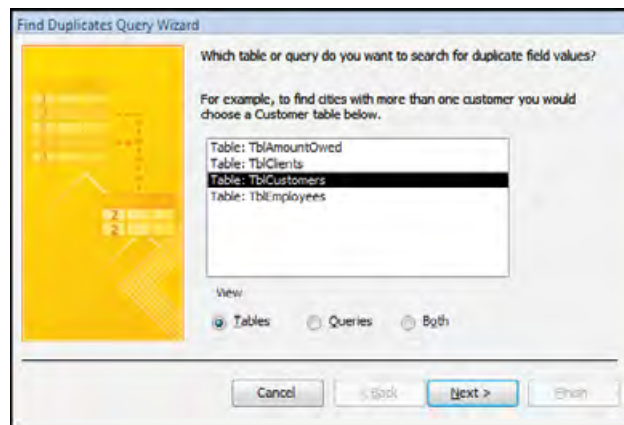 Find Duplicates Query Wizard
Which table or query do you want to search for duplicate field values?
For example, to find cities with more than one customer you would
choose a Customer table below.
Table: TblAmountOwed
Table: TblClients
Table: TblCustomers
Table: TblEmployees
View
Tables Queries Both
Cancel < Back Next > Finish